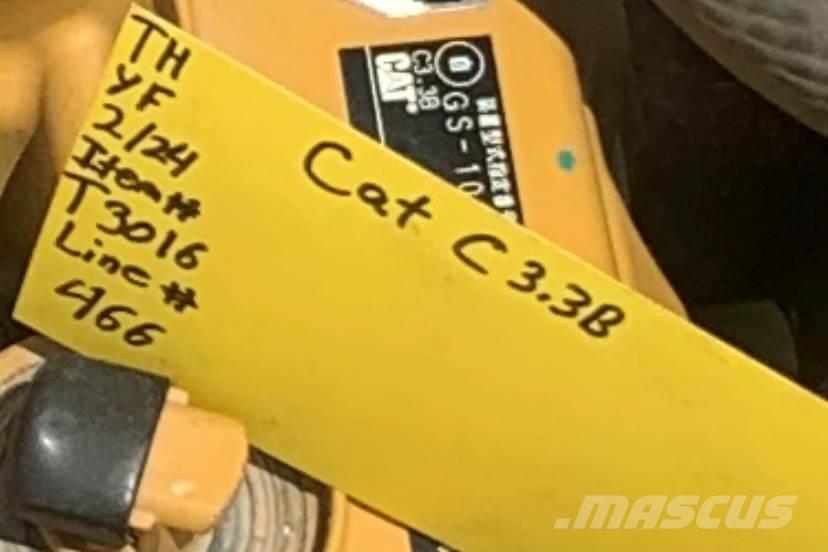 TH
YF
2/24
Item#
T3016
Line#
466
Cat C3.3B
CAT
C3.3B
GS-10
.MASCUS